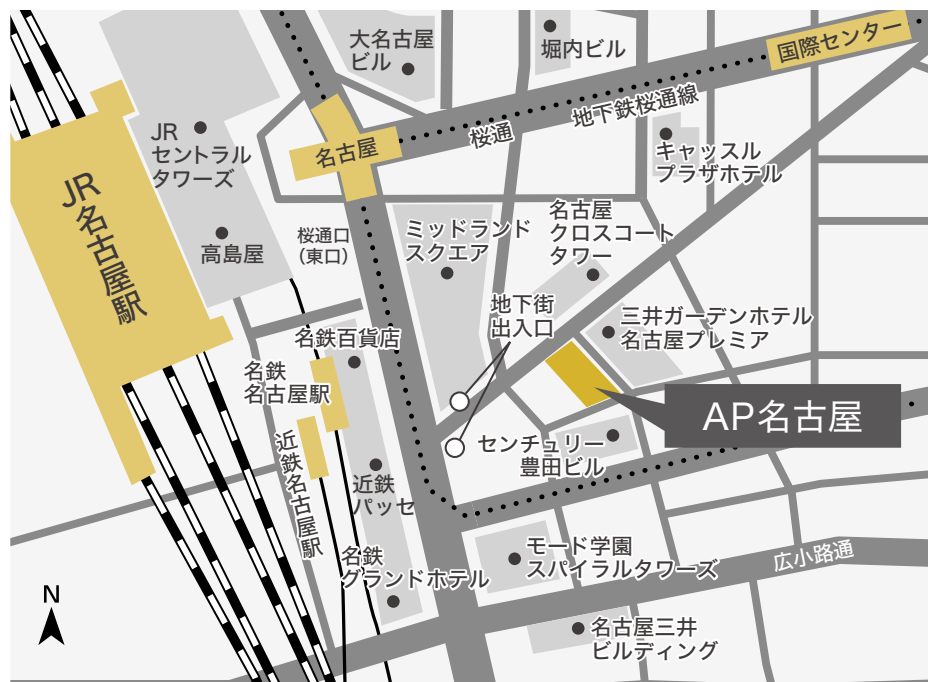 大名古屋
ビル
堀内ビル
国際センター
地下鉄桜通線
桜通
名古屋
JR
セントラル
タワーズ
キャッスル
プラザホテル
JR名古屋駅
高島屋
桜通口
（東口）
ミッドランド
スクエア
名古屋
クロスコート
タワー
地下街
出入口
三井ガーデンホテル
名古屋プレミア
名鉄百貨店
名鉄
名古屋駅
AP名古屋
近鉄名古屋駅
センチュリー
豊田ビル
近鉄
パッセ
モード学園
スパイラルタワーズ
名鉄
グランドホテル
広小路通
N
名古屋三井
ビルディング